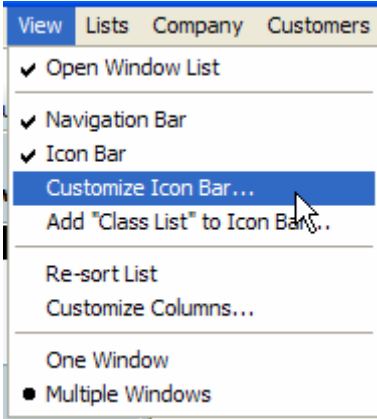 View Lists Company Customers
Open Window List
Navigation Bar
Icon Bar
Customize Icon Bar...
Add "Class List" to Icon Bar...
Re-sort List
Customize Columns...
One Window
Multiple Windows